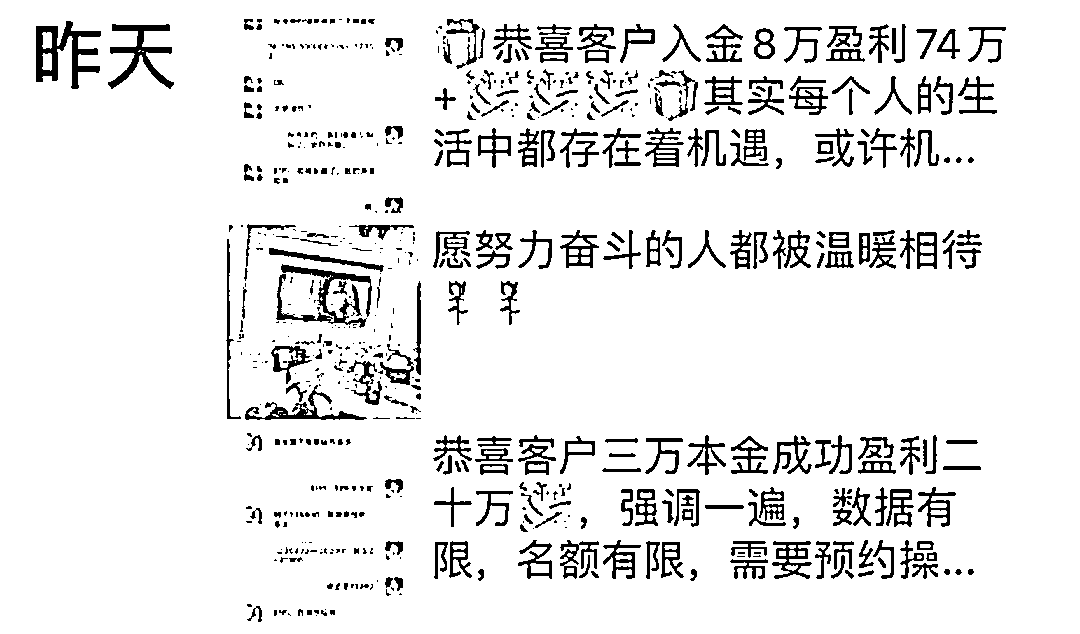 昨天
🎁恭喜客户入金8万盈利74万
+🎉🎉🎉🎁其实每个人的生
活中都存在着机遇，或许机...
愿努力奋斗的人都被温暖相待
🌹🌹
恭喜客户三万本金成功盈利二
十万🎉，强调一遍，数据有
限，名额有限，需要预约操...